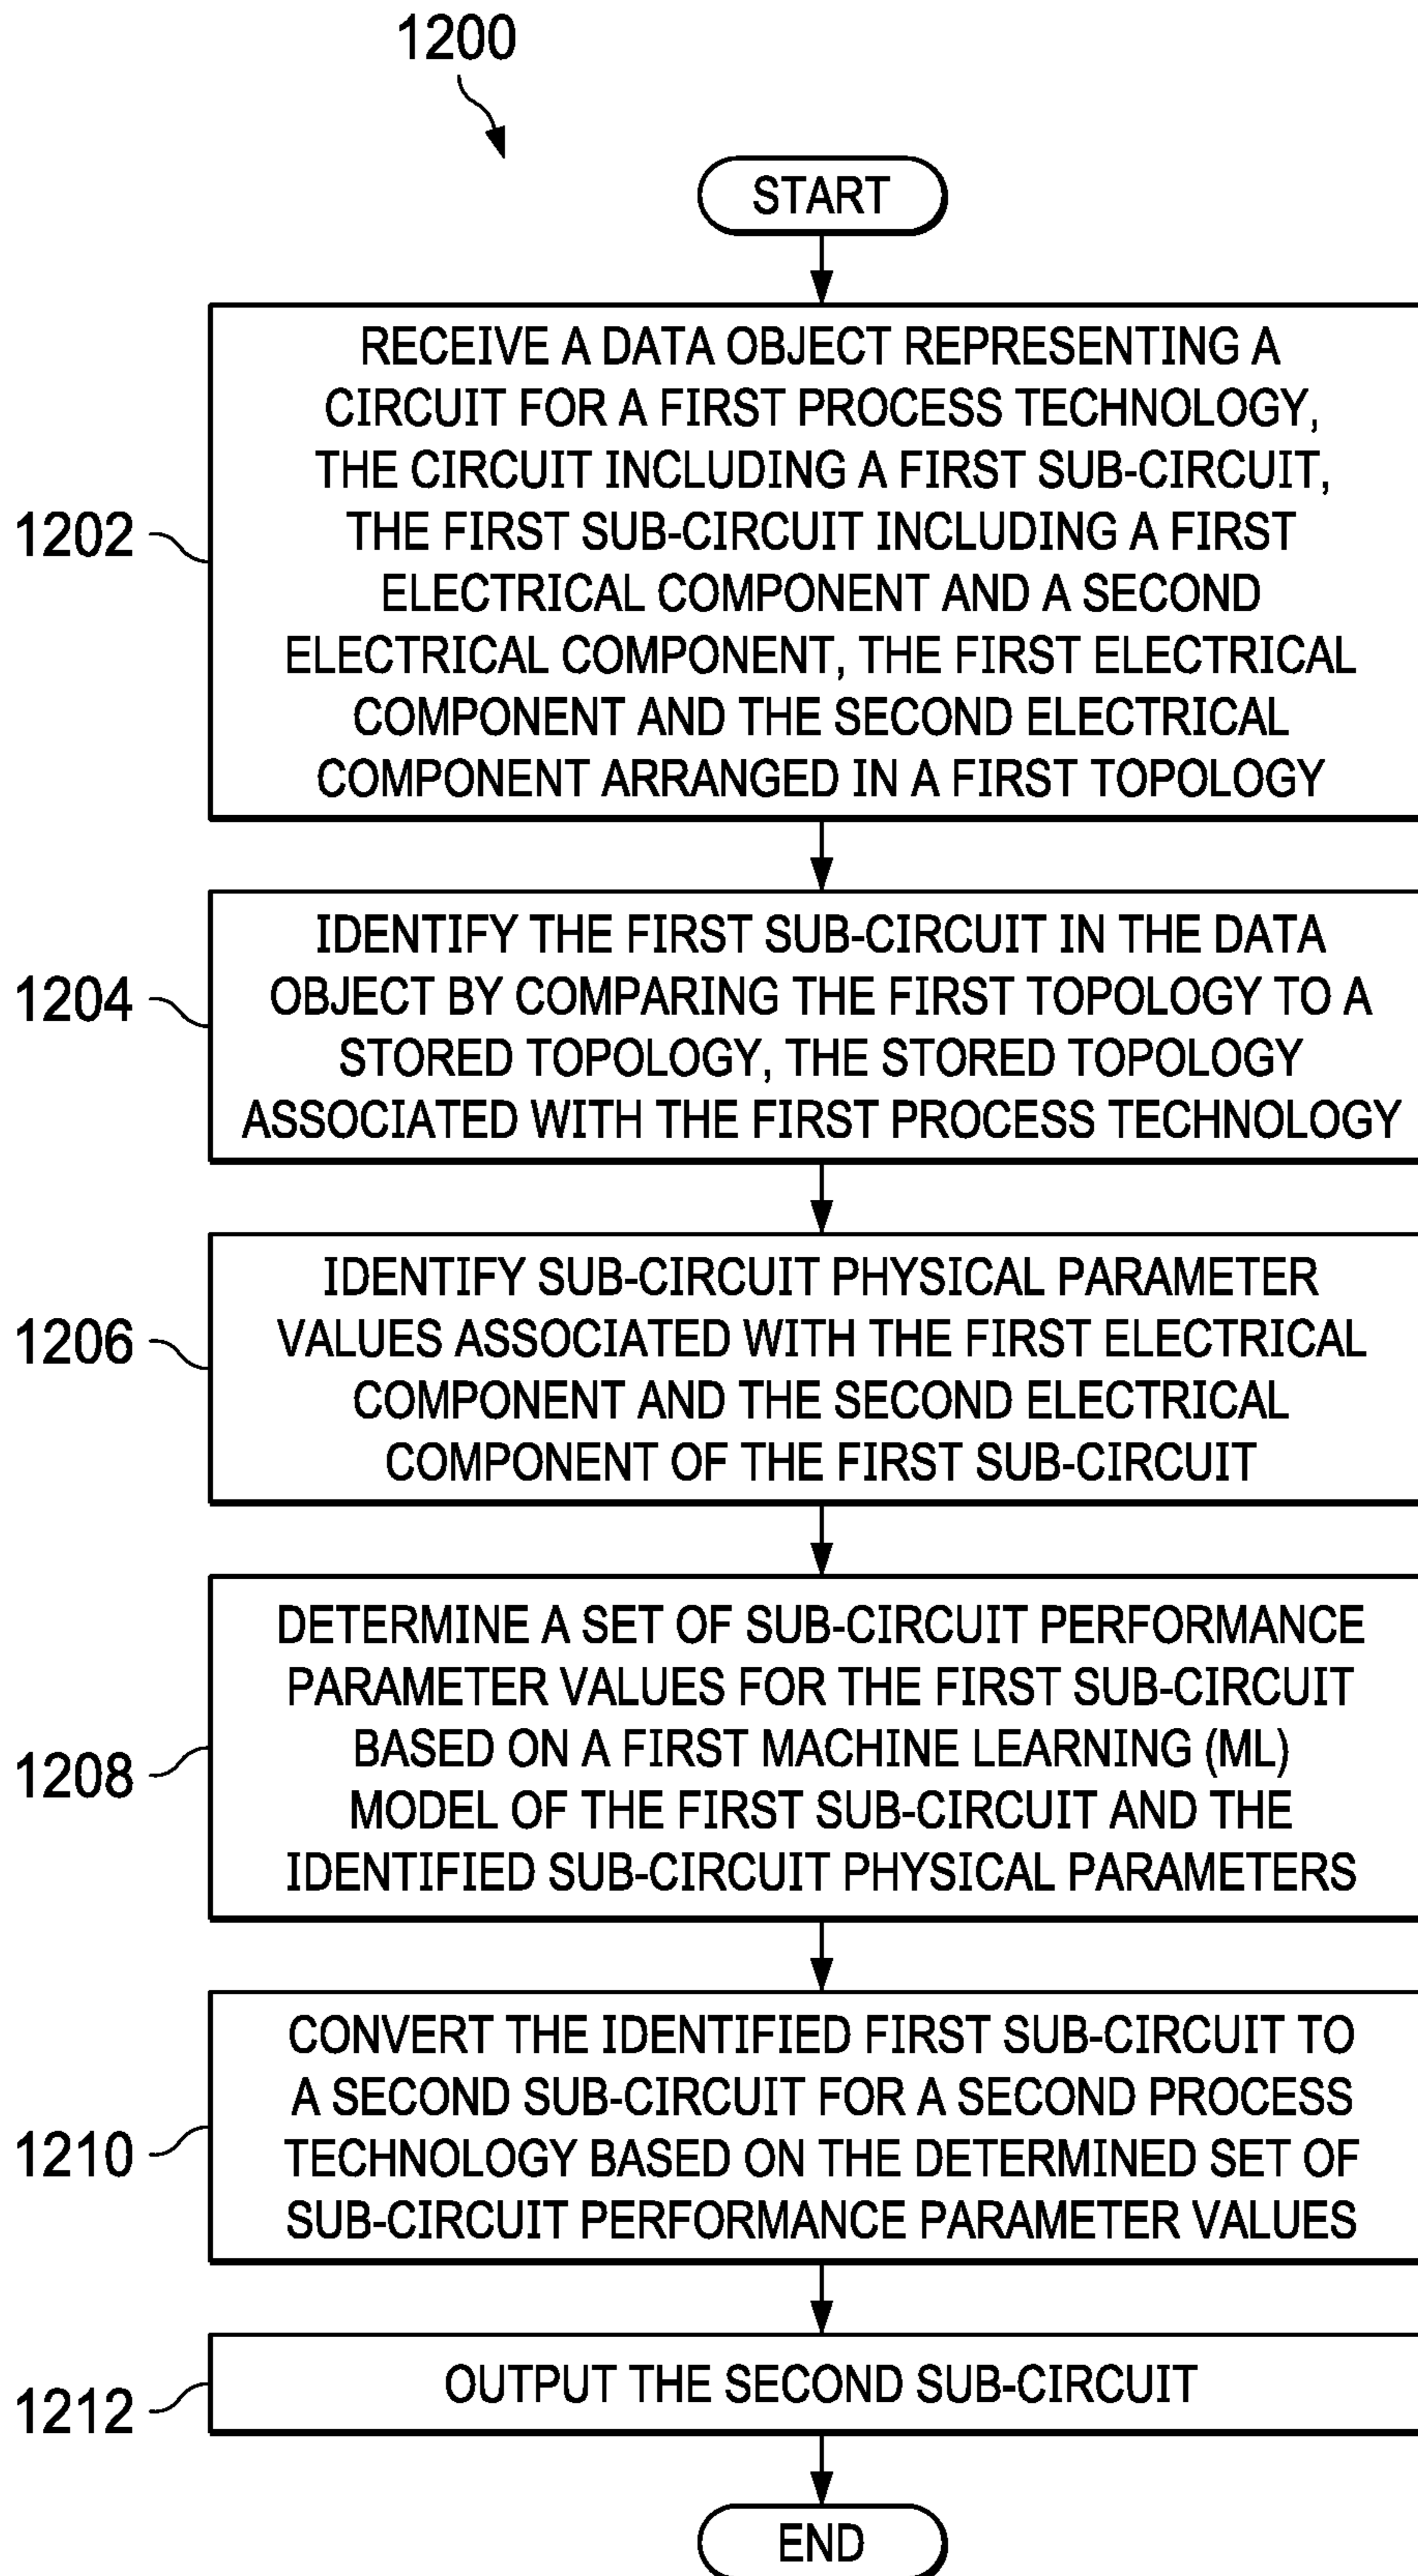 1200
START
RECEIVE A DATA OBJECT REPRESENTING A
CIRCUIT FOR A FIRST PROCESS TECHNOLOGY,
THE CIRCUIT INCLUDING A FIRST SUB-CIRCUIT,
THE FIRST SUB-CIRCUIT INCLUDING A FIRST
ELECTRICAL COMPONENT AND A SECOND
ELECTRICAL COMPONENT, THE FIRST ELECTRICAL
COMPONENT AND THE SECOND ELECTRICAL
COMPONENT ARRANGED IN A FIRST TOPOLOGY
1202
IDENTIFY THE FIRST SUB-CIRCUIT IN THE DATA
OBJECT BY COMPARING THE FIRST TOPOLOGY TO A
STORED TOPOLOGY, THE STORED TOPOLOGY
ASSOCIATED WITH THE FIRST PROCESS TECHNOLOGY
1204
IDENTIFY SUB-CIRCUIT PHYSICAL PARAMETER
VALUES ASSOCIATED WITH THE FIRST ELECTRICAL
COMPONENT AND THE SECOND ELECTRICAL
COMPONENT OF THE FIRST SUB-CIRCUIT
1206
DETERMINE A SET OF SUB-CIRCUIT PERFORMANCE
PARAMETER VALUES FOR THE FIRST SUB-CIRCUIT
BASED ON A FIRST MACHINE LEARNING (ML)
MODEL OF THE FIRST SUB-CIRCUIT AND THE
IDENTIFIED SUB-CIRCUIT PHYSICAL PARAMETERS
1208
CONVERT THE IDENTIFIED FIRST SUB-CIRCUIT TO
A SECOND SUB-CIRCUIT FOR A SECOND PROCESS
TECHNOLOGY BASED ON THE DETERMINED SET OF
SUB-CIRCUIT PERFORMANCE PARAMETER VALUES
1210
OUTPUT THE SECOND SUB-CIRCUIT
1212
END